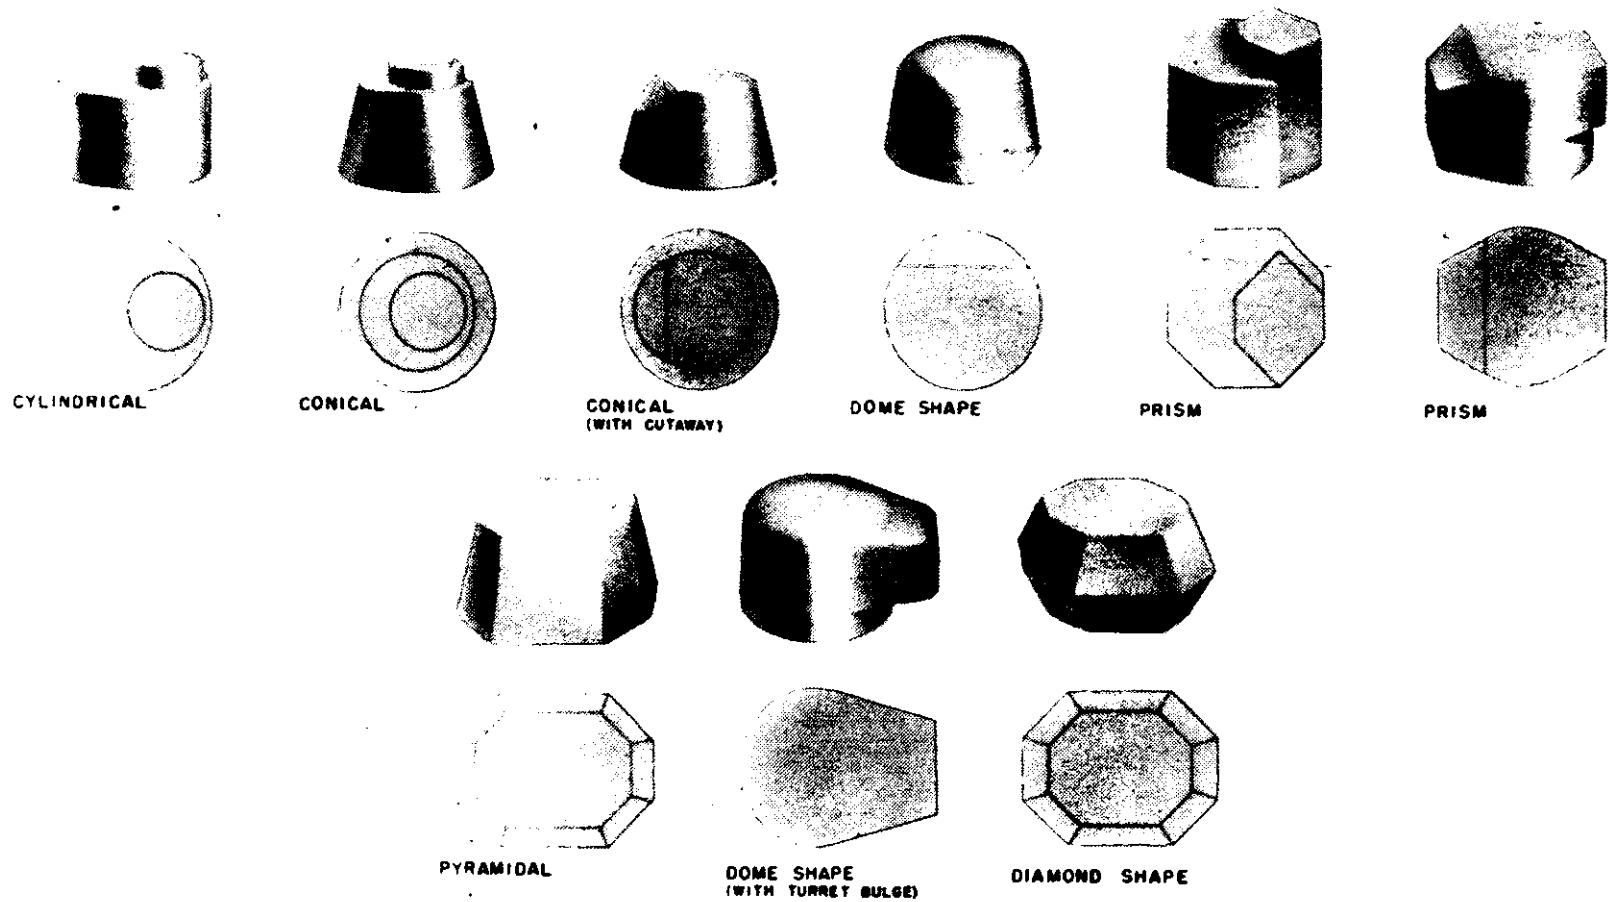 CYLINDRICAL
CONICAL
CONICAL
(WITH CUTAWAY)
DOME SHAPE
PRISM
PRISM
PYRAMIDAL
DOME SHAPE
(WITH TURRET BULGE)
DIAMOND SHAPE